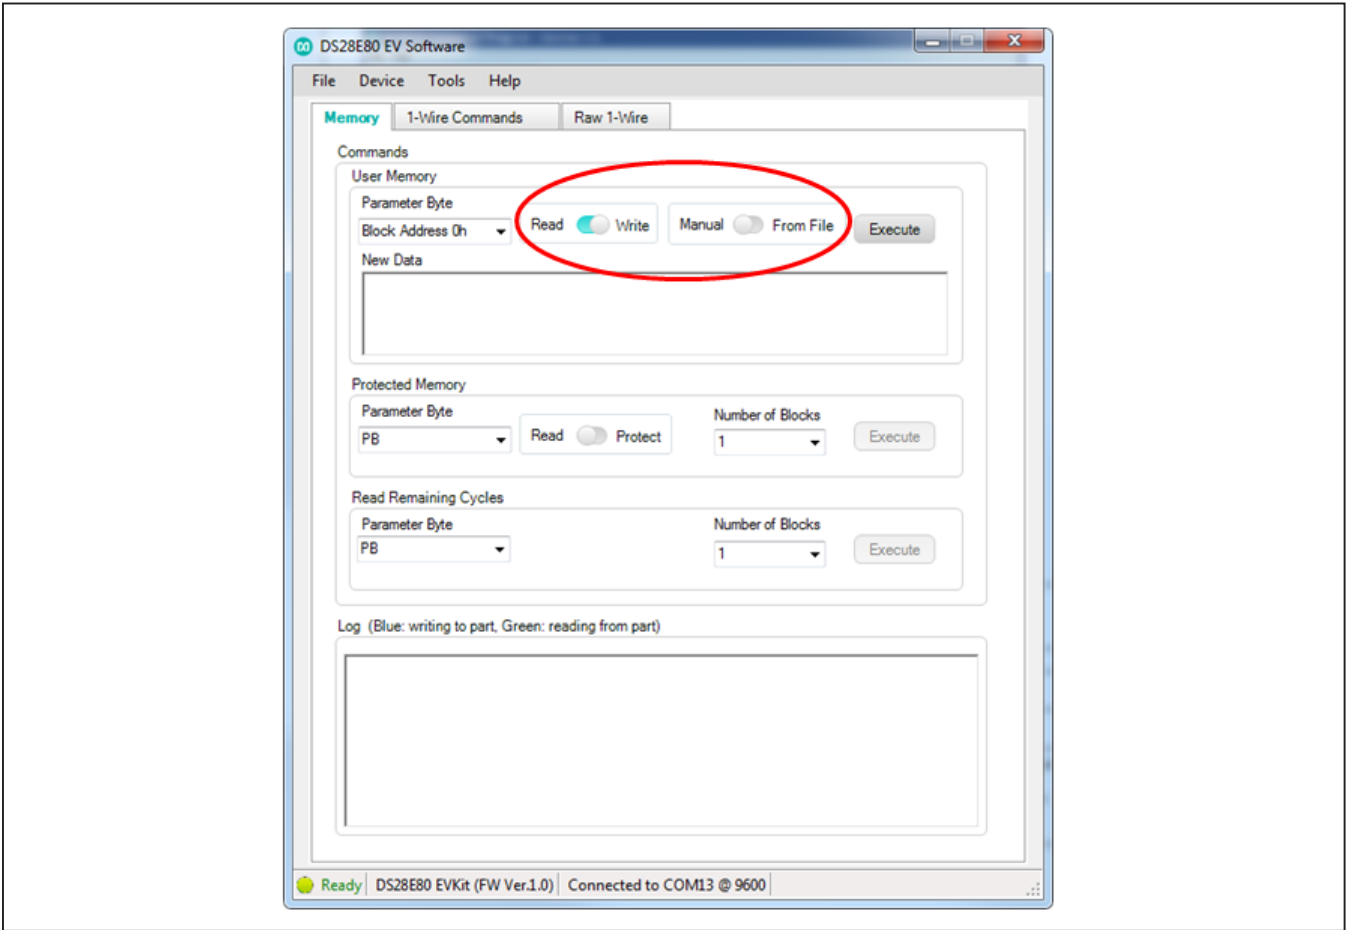 DS28E80 EV Software
File Device Tools Help
Memory 1-Wire Commands Raw 1-Wire
Commands
User Memory
Parameter Byte
Block Address 0h Read Write Manual From File Execute
New Data
Protected Memory
Parameter Byte Number of Blocks
PB Read Protect 1 Execute
Read Remaining Cycles
Parameter Byte Number of Blocks
PB 1 Execute
Log (Blue: writing to part, Green: reading from part)
Ready DS28E80 EVKit (FW Ver.1.0) Connected to COM13 @ 9600